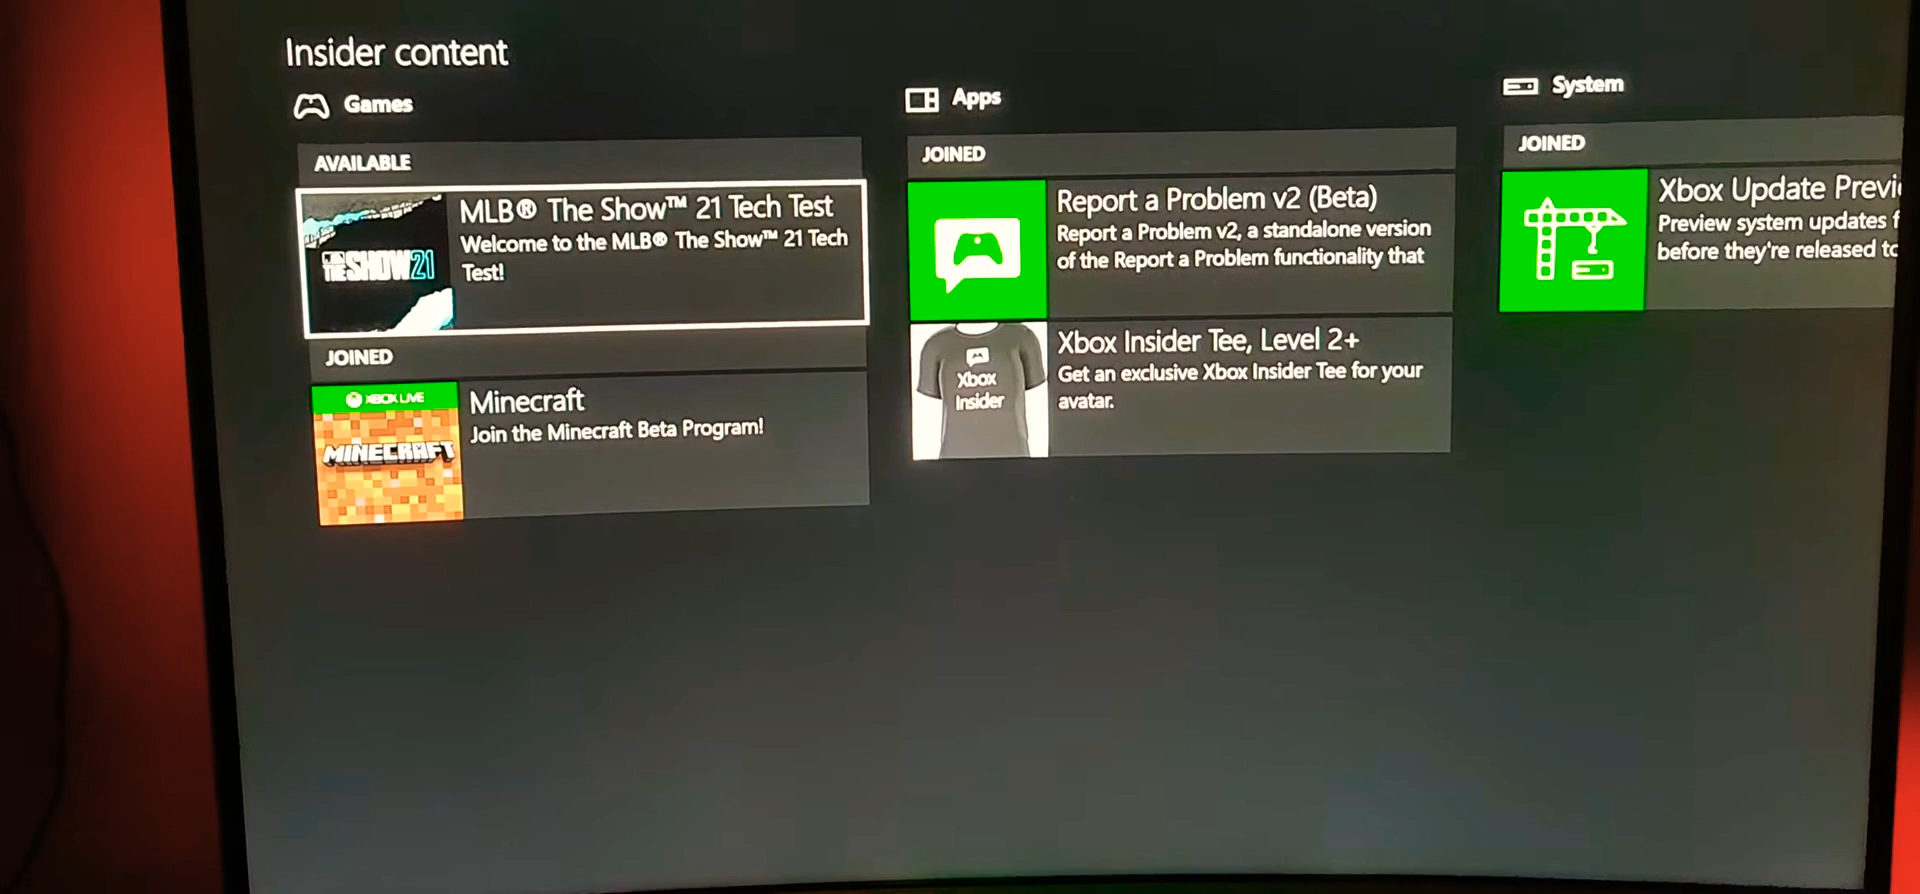 Insider content
Games
AVAILABLE
THE SHOW 21
MLB® The Show™ 21 Tech Test
Welcome to the MLB® The Show™ 21 Tech
Test!
JOINED
XBOX LIVE
MINECRAFT
Minecraft
Join the Minecraft Beta Program!
Apps
JOINED
Report a Problem v2 (Beta)
Report a Problem v2, a standalone version
of the Report a Problem functionality that
Xbox
Insider
Xbox Insider Tee, Level 2+
Get an exclusive Xbox Insider Tee for your
avatar.
System
JOINED
Xbox Update Previ
Preview system updates f
before they're released to